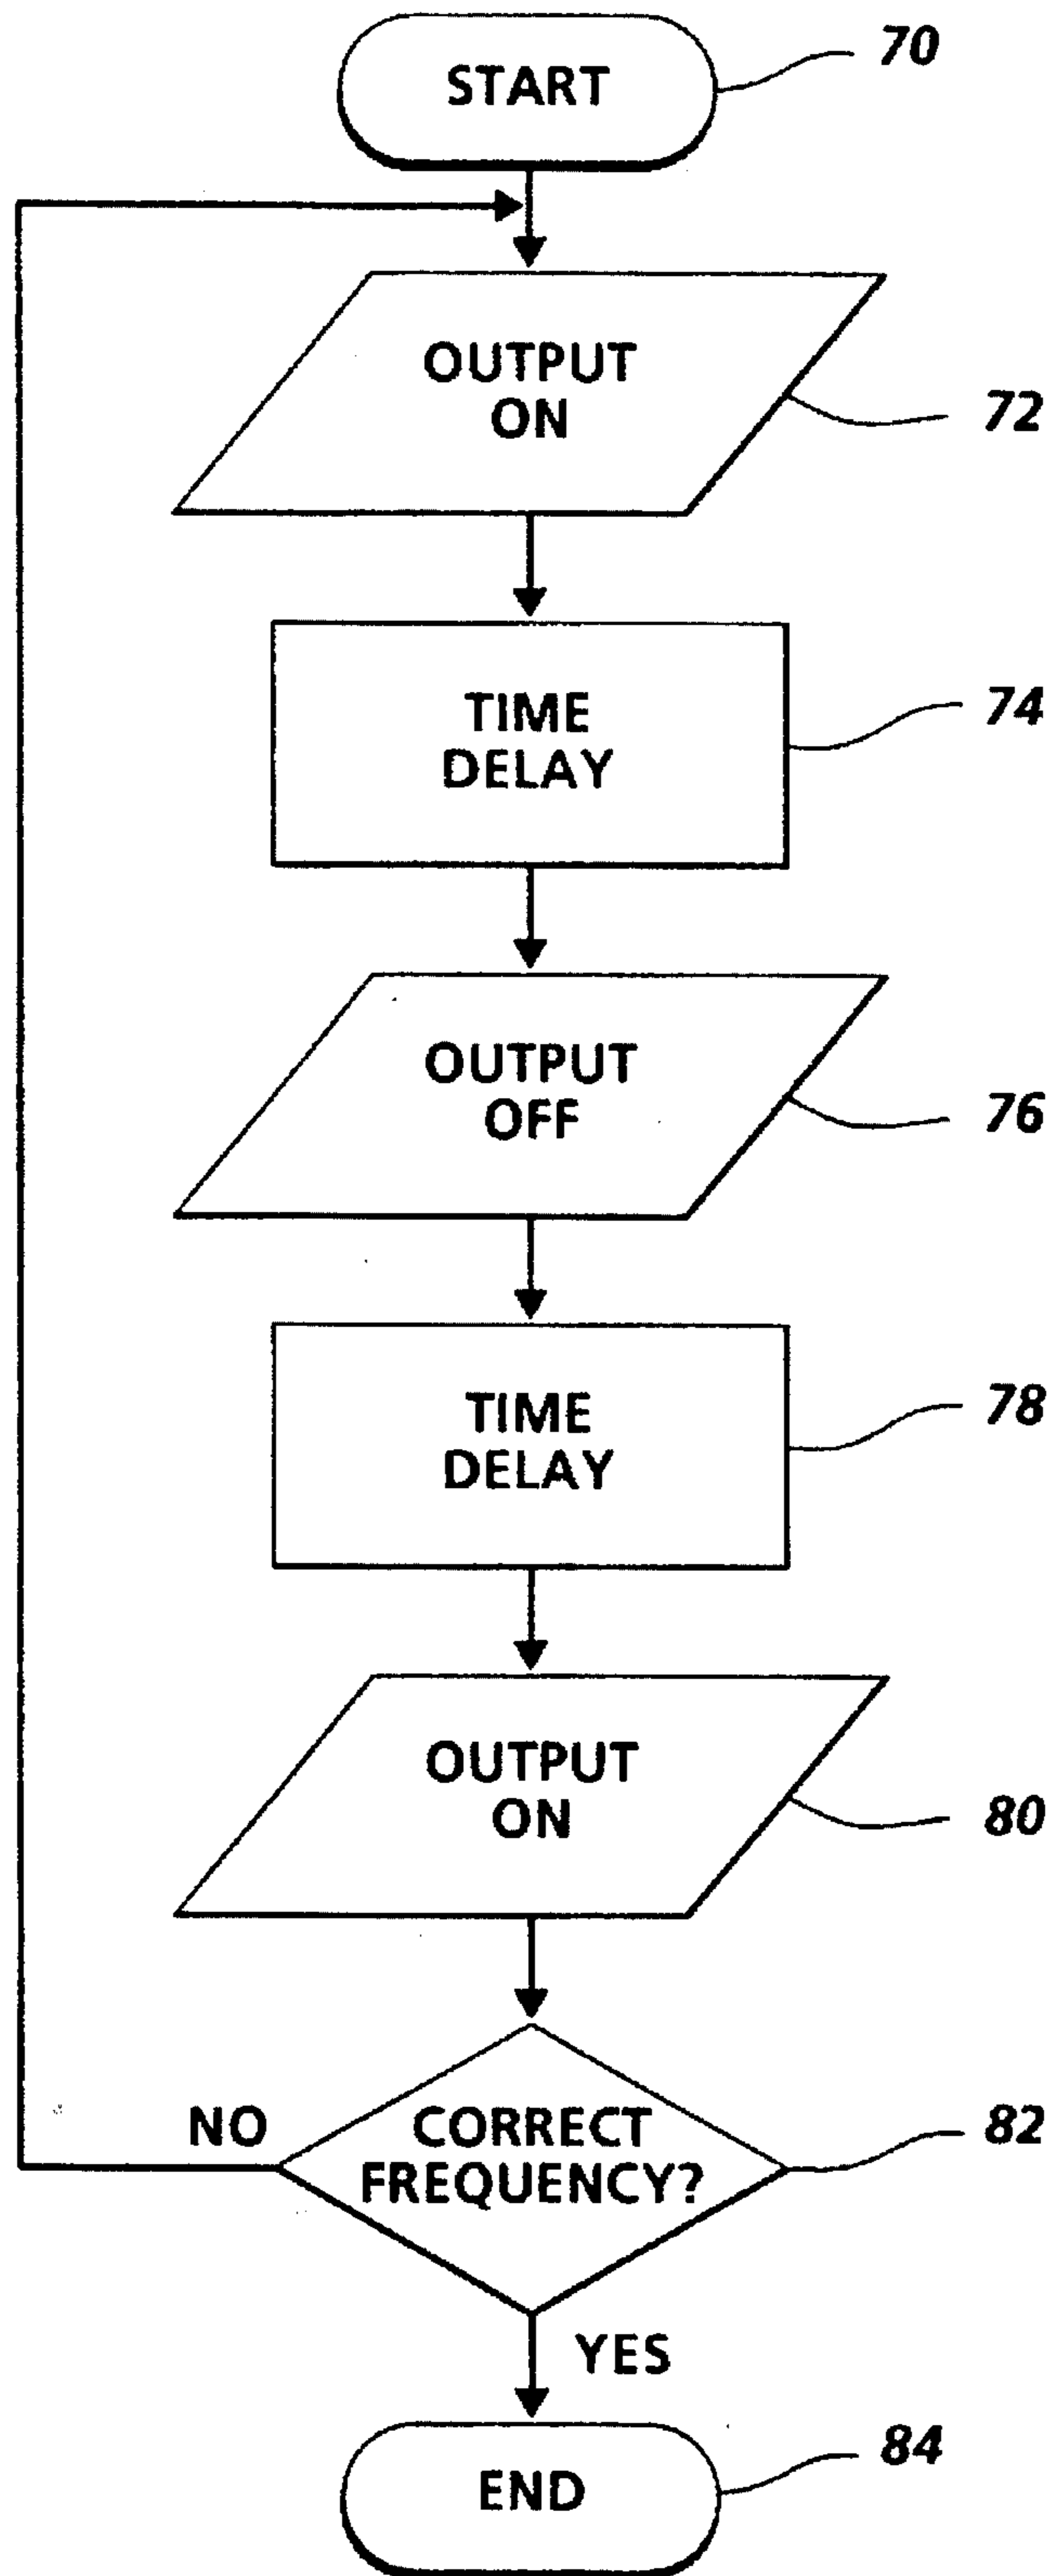 START
70
OUTPUT
ON
72
TIME
DELAY
74
OUTPUT
OFF
76
TIME
DELAY
78
OUTPUT
ON
80
NO
CORRECT
FREQUENCY?
82
YES
END
84